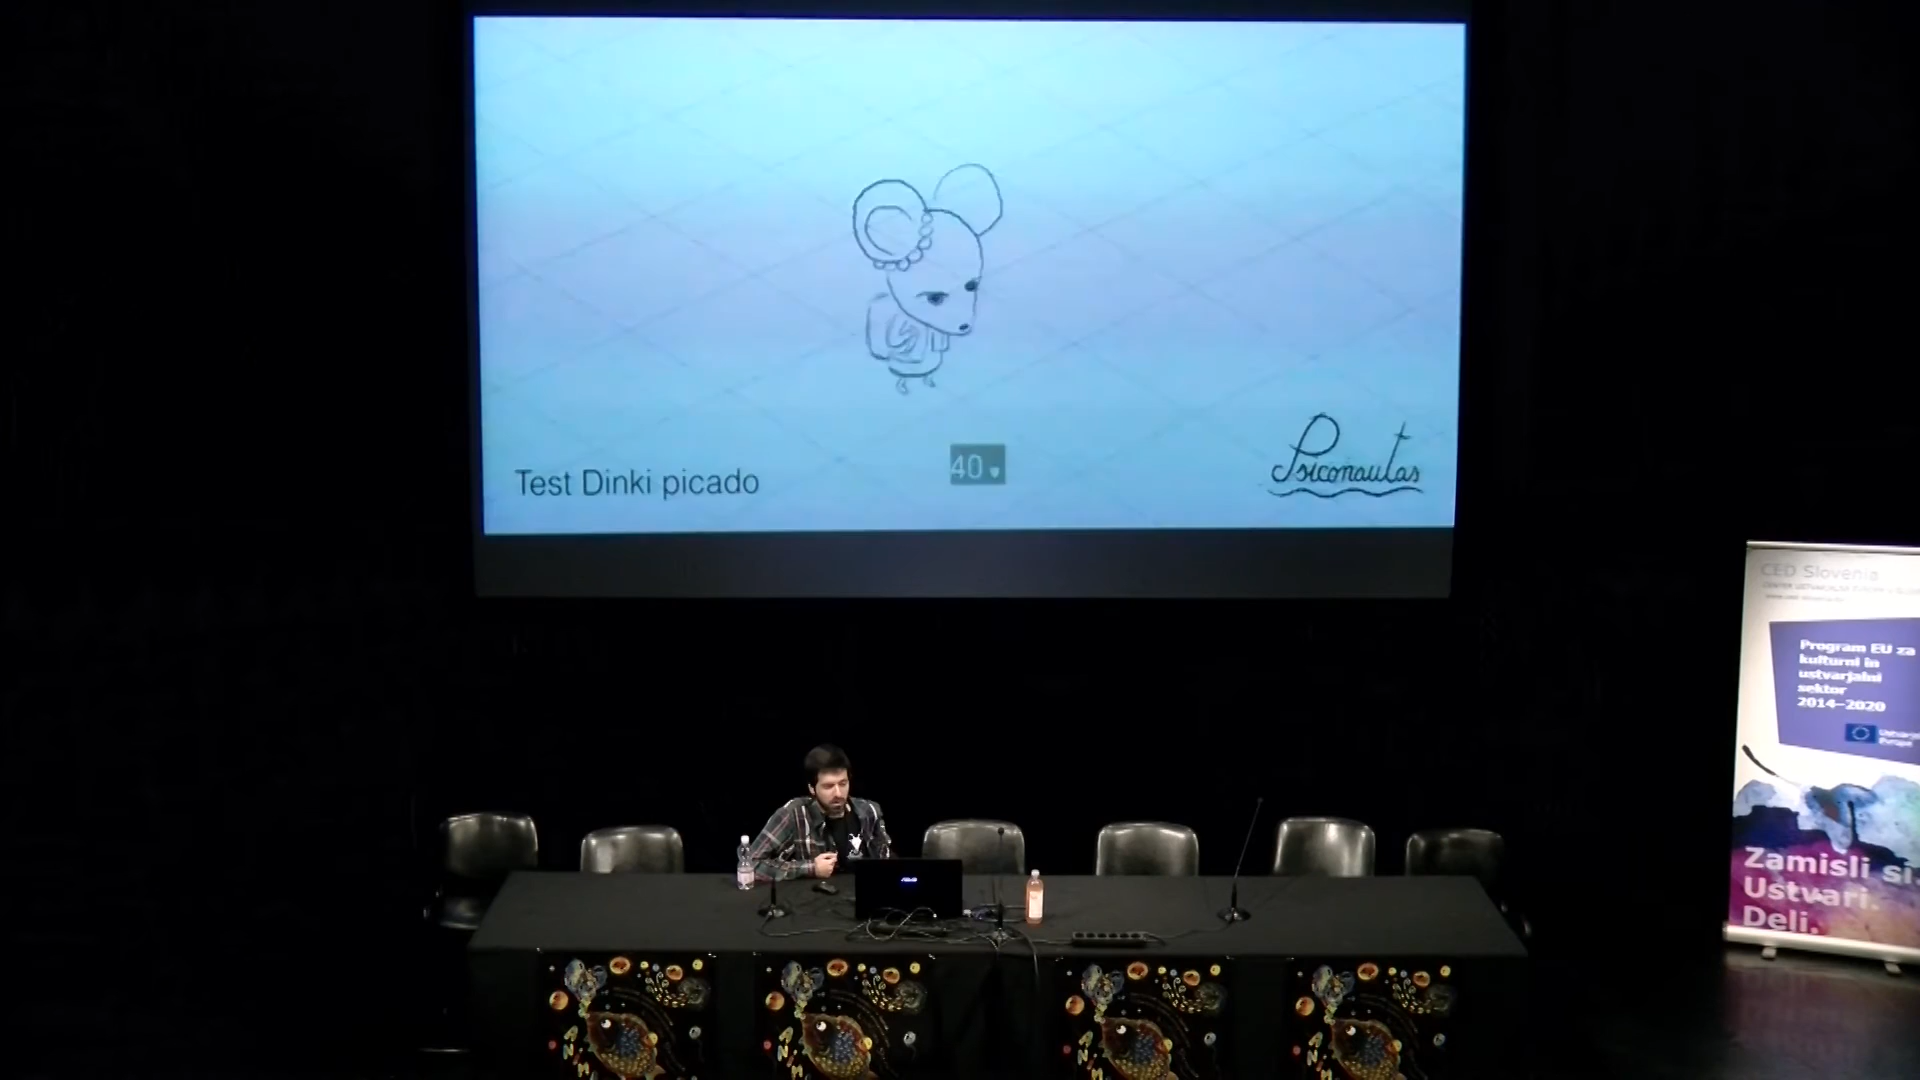 Test Dinki picado
40
Psiconautas
CED Slovenia
Program EU za
kulturni in
ustvarjalni
sektor
2014–2020
Zamisli si.
Ustvari.
Deli.
ASUS